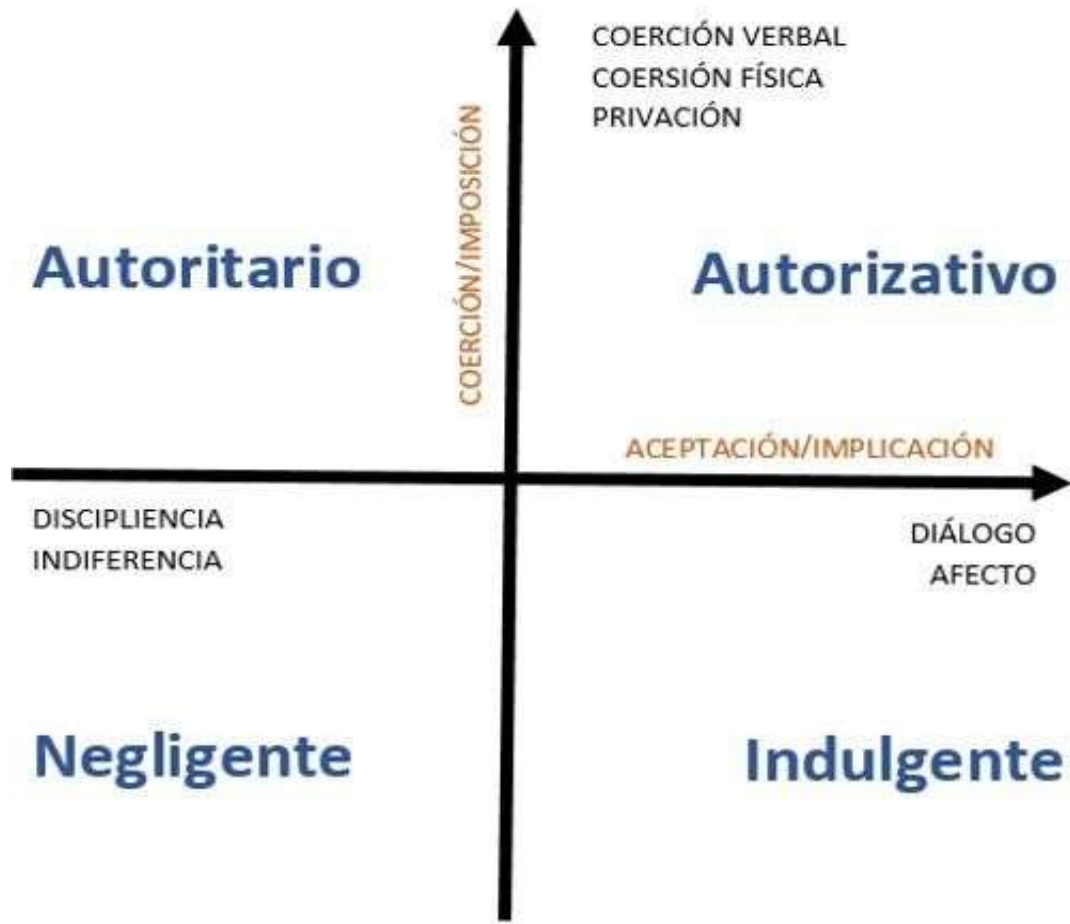 COERCIÓN VERBAL
COERSIÓN FÍSICA
PRIVACIÓN
COERCIÓN/IMPOSICIÓN
Autoritario
Autorizativo
ACEPTACIÓN/IMPLICACIÓN
DISCIPLIENCIA
INDIFERENCIA
DIÁLOGO
AFECTO
Negligente
Indulgente